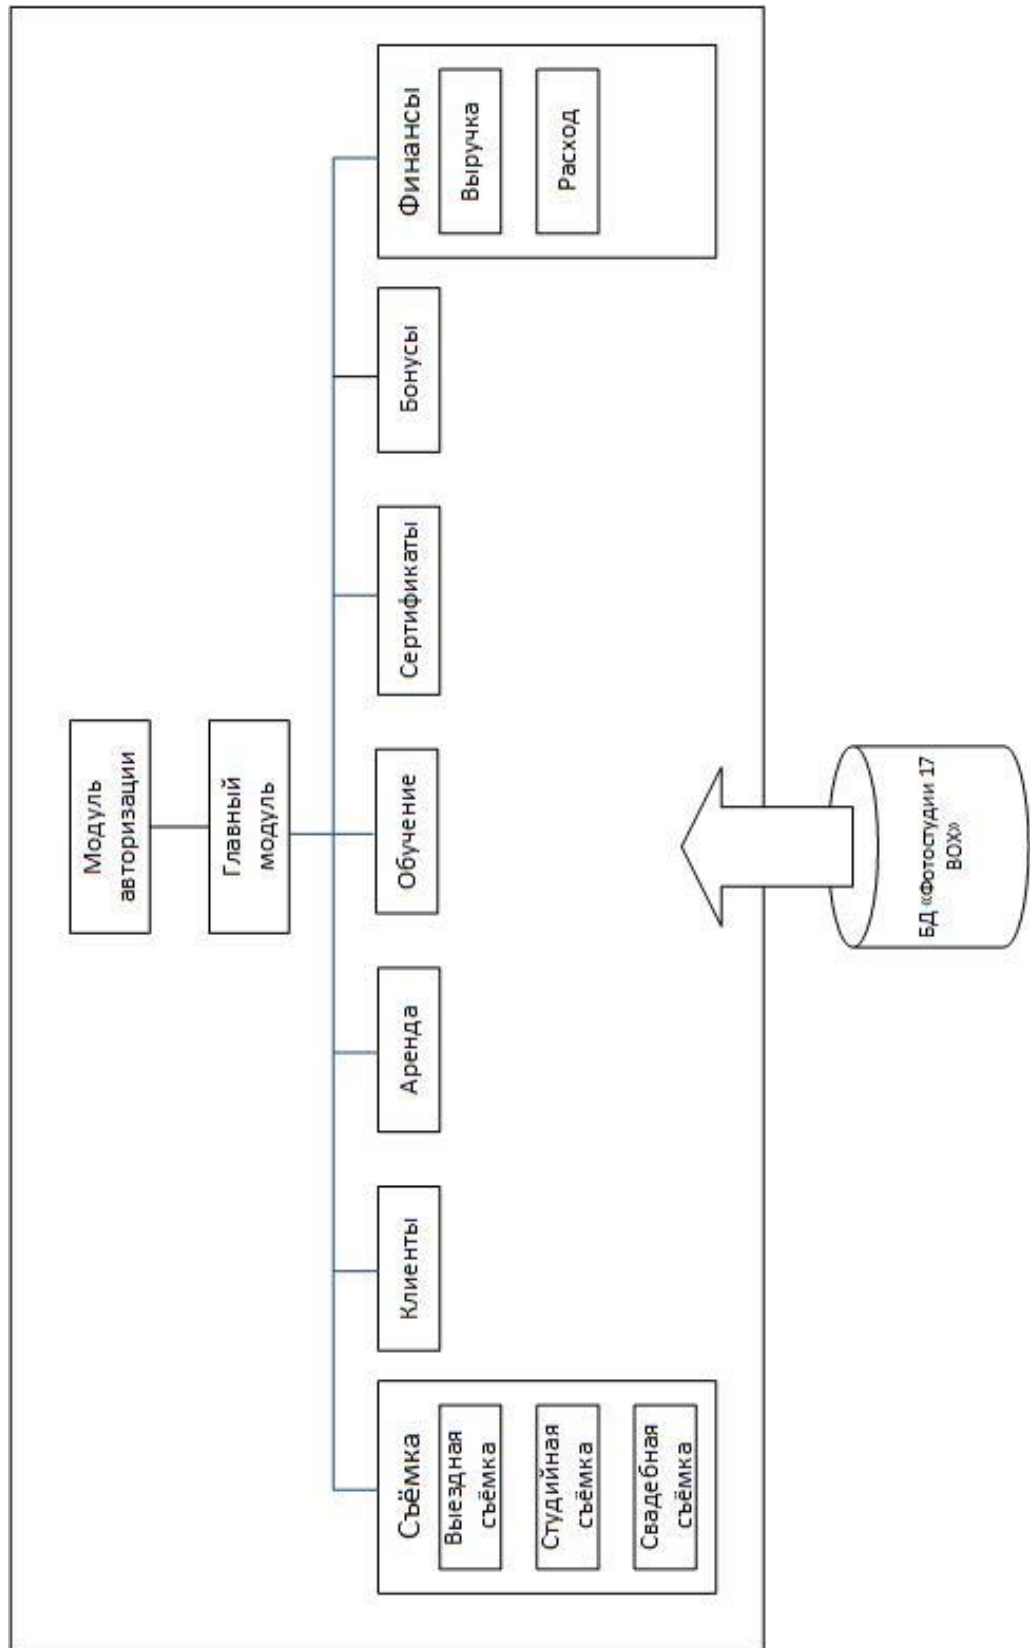 Модуль
авторизации
Главный
модуль
Съёмка
Выездная
съёмка
Студийная
съёмка
Свадебная
съёмка
Клиенты
Аренда
Обучение
Сертификаты
Бонусы
Финансы
Выручка
Расход
БД «Фотостудии 17
BOX»